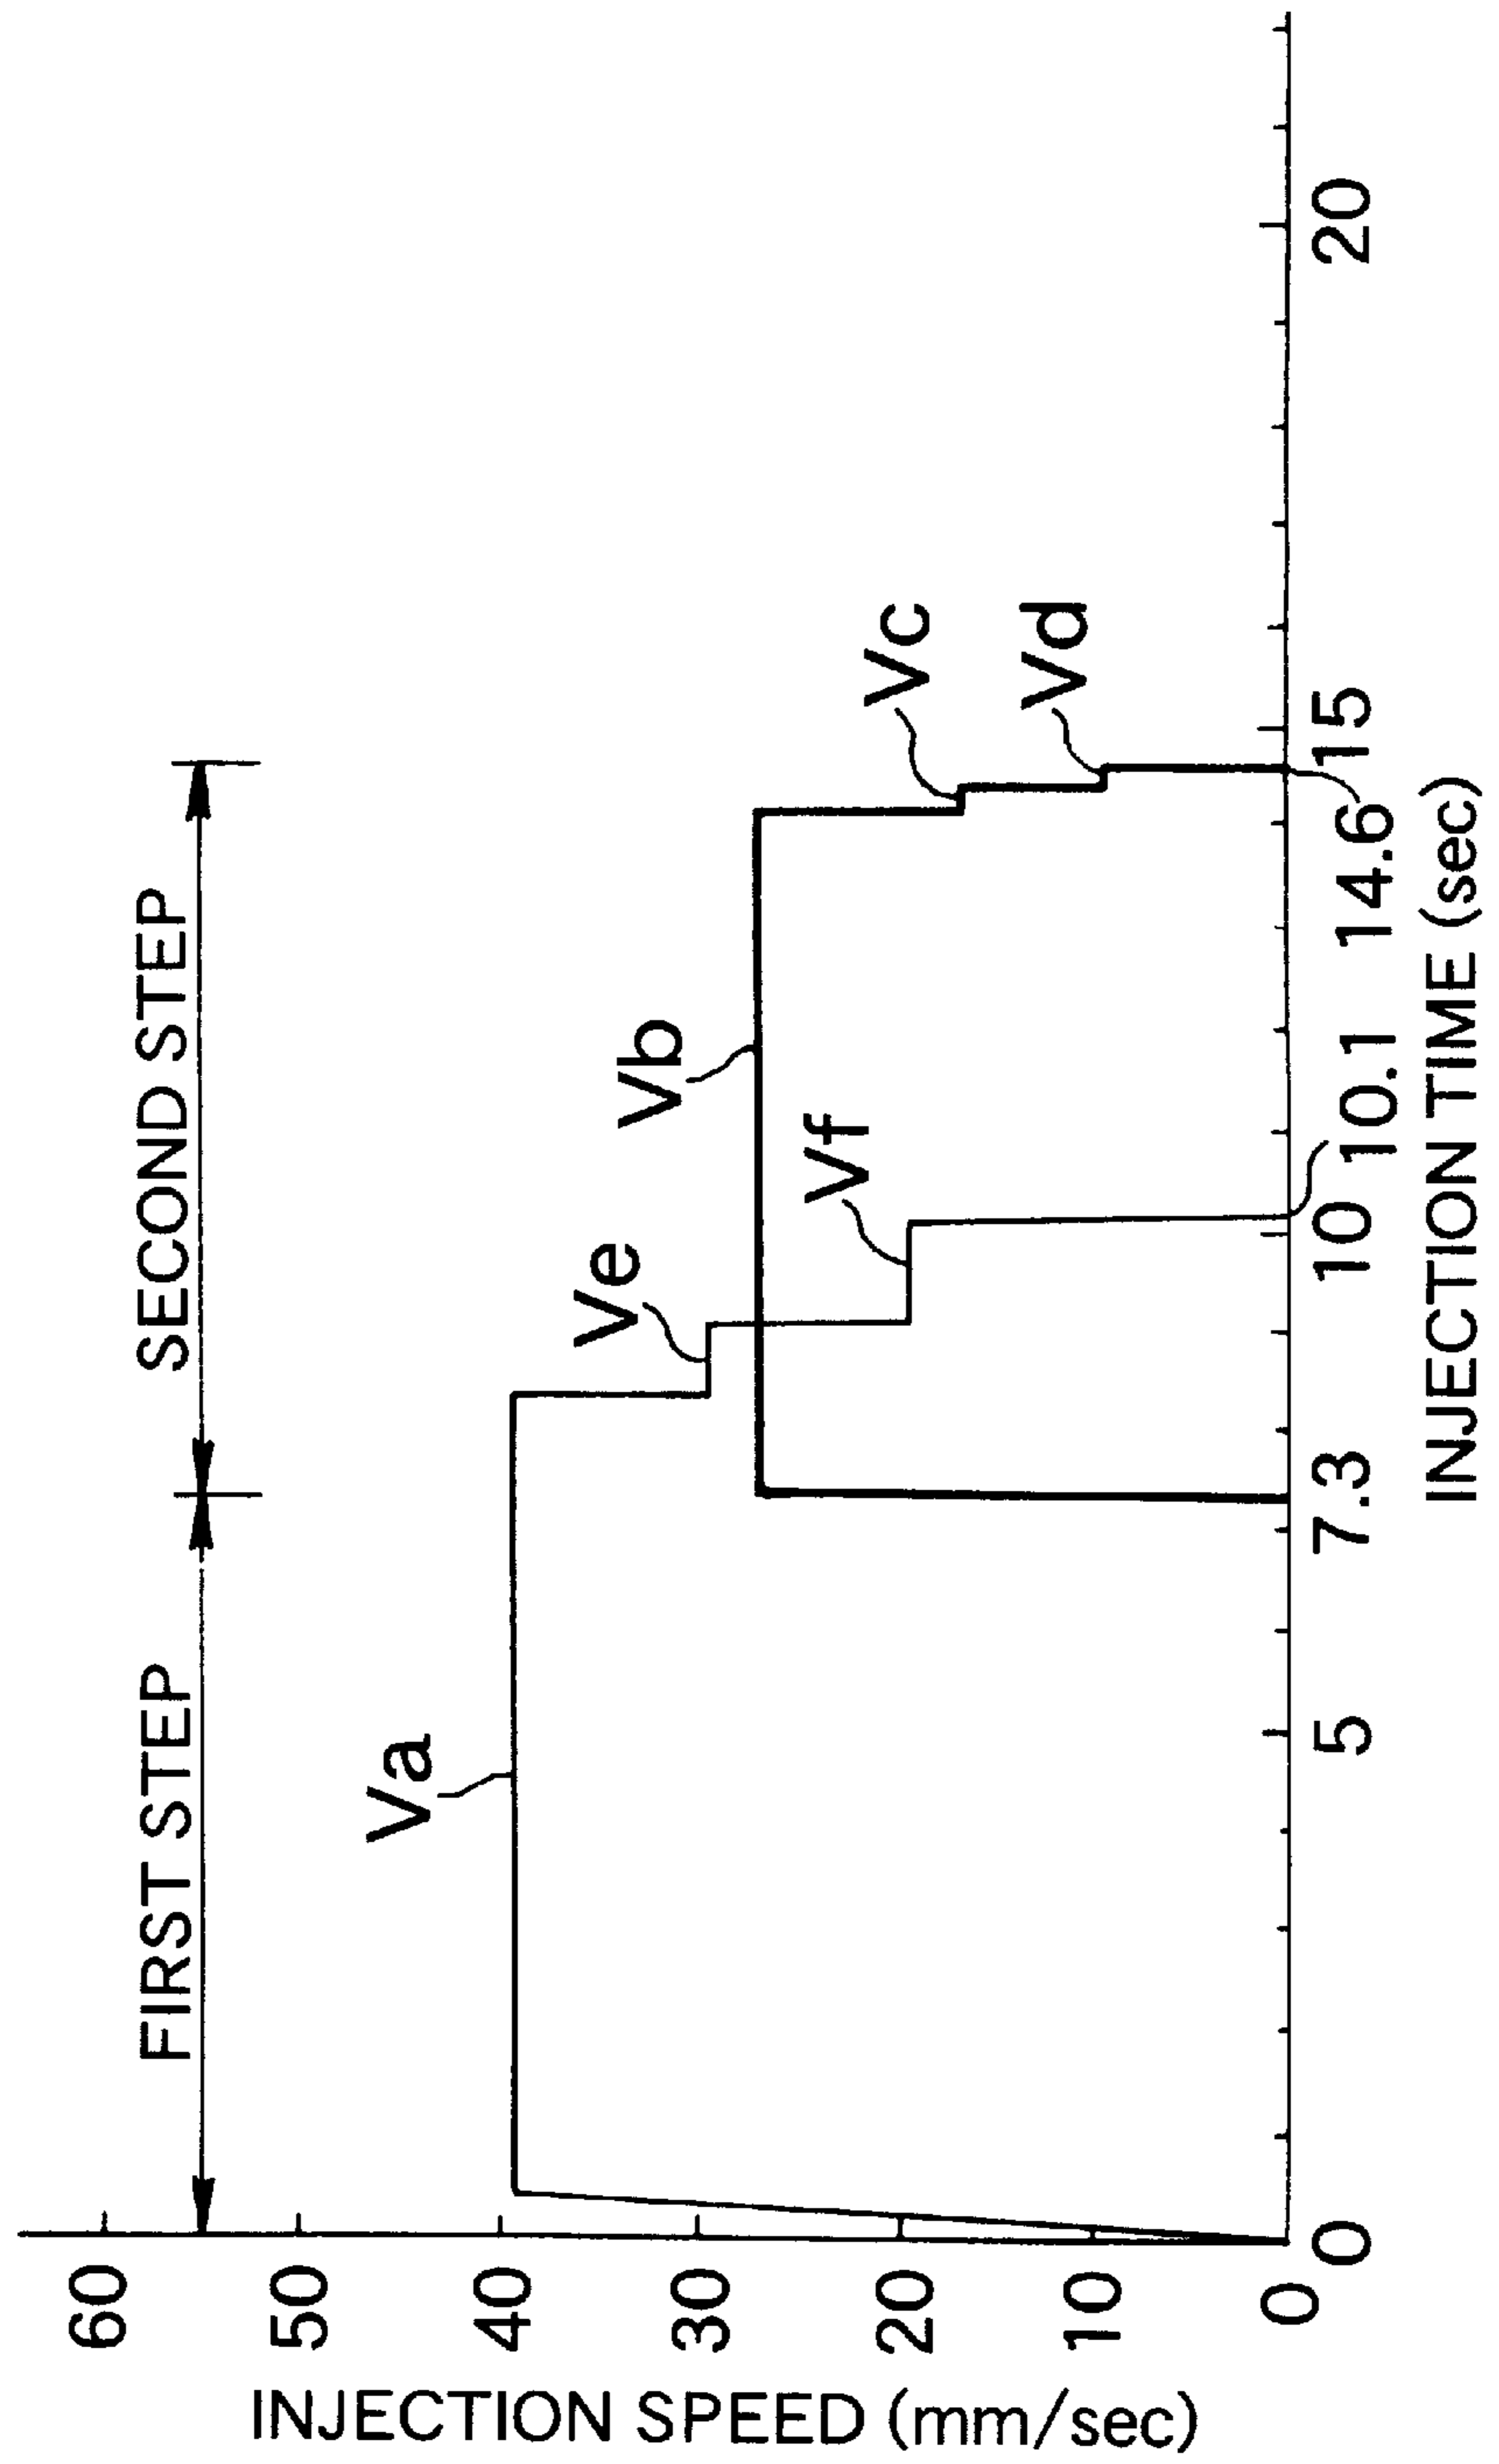 FIRST STEP
SECOND STEP
INJECTION SPEED (mm/sec)
60
50
40
30
20
10
0
Va
Ve
Vb
Vf
Vc
Vd
0
5
7.3
10
10.1
14.6
15
20
INJECTION TIME (sec)